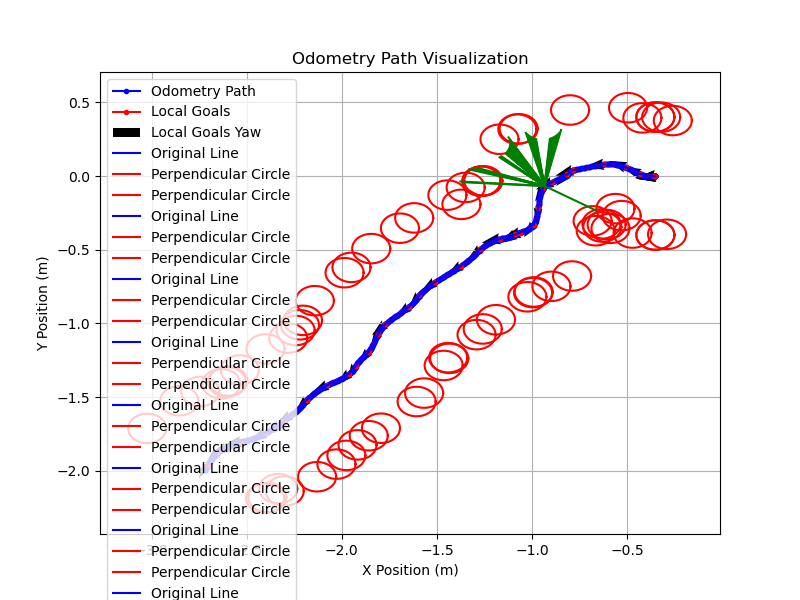 Odometry Path Visualization
Y Position (m)
0.5
0.0
−0.5
−1.0
−1.5
−2.0
Odometry Path
Local Goals
Local Goals Yaw
Original Line
Perpendicular Circle
Perpendicular Circle
Original Line
Perpendicular Circle
Perpendicular Circle
Original Line
Perpendicular Circle
Perpendicular Circle
Original Line
Perpendicular Circle
Perpendicular Circle
Original Line
Perpendicular Circle
Perpendicular Circle
Original Line
Perpendicular Circle
Perpendicular Circle
Original Line
Perpendicular Circle
Perpendicular Circle
Original Line
−2.0 −1.5 −1.0 −0.5
X Position (m)